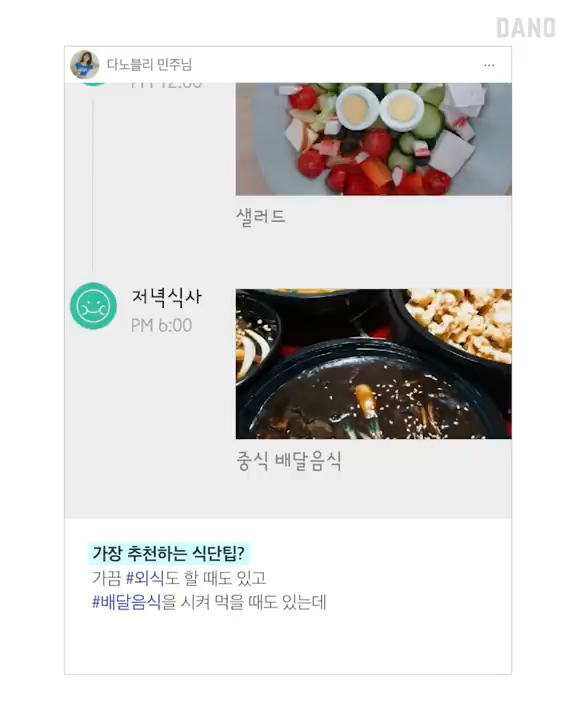 DANO
다노블리 민주님
...
PM 12:00
샐러드
저녁식사
PM 6:00
중식 배달음식
가장 추천하는 식단팁?
가끔 #외식도 할 때도 있고
#배달음식을 시켜 먹을 때도 있는데